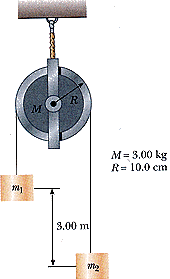 M
R
M = 3.00 kg
R = 10.0 cm
m₁
3.00 m
m₂